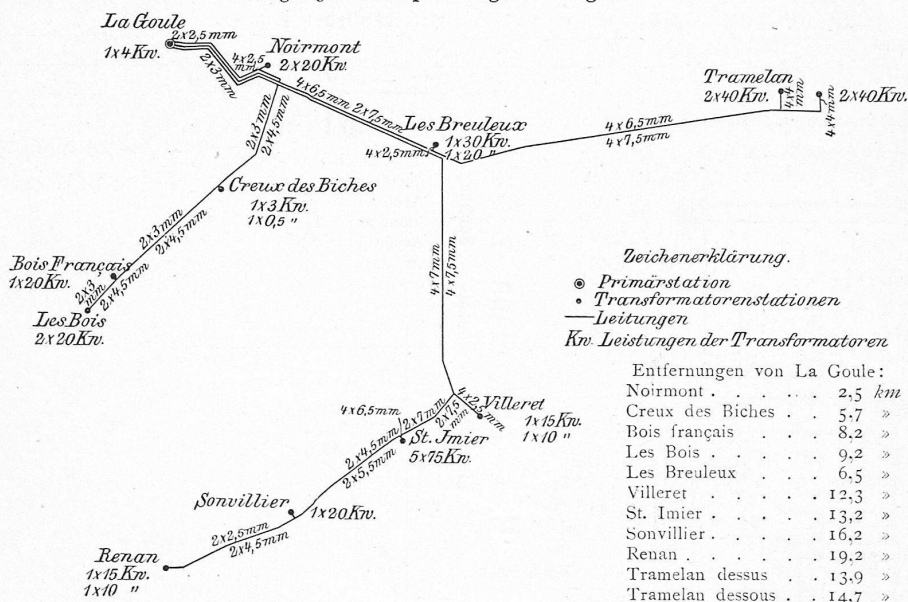 La Goule
1x4Kw.
2x2,5mm
2x3mm
4x2,5
mm
Noirmont
2x20Kw.
4x6,5mm 2x7,5mm
Les Breuleux
1x30Kw.
1x20 "
4x2,5mm
Tramelan
2x40Kw.
4x4
mm
4x4mm
2x40Kw.
4x6,5mm
4x7,5mm
2x3mm
2x4,5mm
Creux des Biches
1x3Kw.
1x0,5 "
2x3mm
2x4,5mm
Bois Français
1x20Kw.
2x3
mm
2x4,5mm
Les Bois
2x20Kw.
4x7mm
4x7,5mm
Zeichenerklärung.
Primärstation
Transformatorenstationen
Leitungen
Kw. Leistungen der Transformatoren
4x2,5mm
Villeret
1x15Kw.
1x10 "
2x7mm
2x7,5
mm
4x6,5mm
St. Imier
5x75Kw.
2x4,5mm
2x5,5mm
Sonvillier
1x20Kw.
2x2,5mm
2x4,5mm
Renan
1x15Kw.
1x10 "
Entfernungen von La Goule:
Noirmont . . . . . 2,5 km
Creux des Biches . . 5,7 »
Bois français . . . 8,2 »
Les Bois . . . . . 9,2 »
Les Breuleux . . . 6,5 »
Villeret . . . . . 12,3 »
St. Imier . . . . . 13,2 »
Sonvillier . . . . . 16,2 »
Renan . . . . . . 19,2 »
Tramelan dessus . . 13,9 »
Tramelan dessous . . 14,7 »